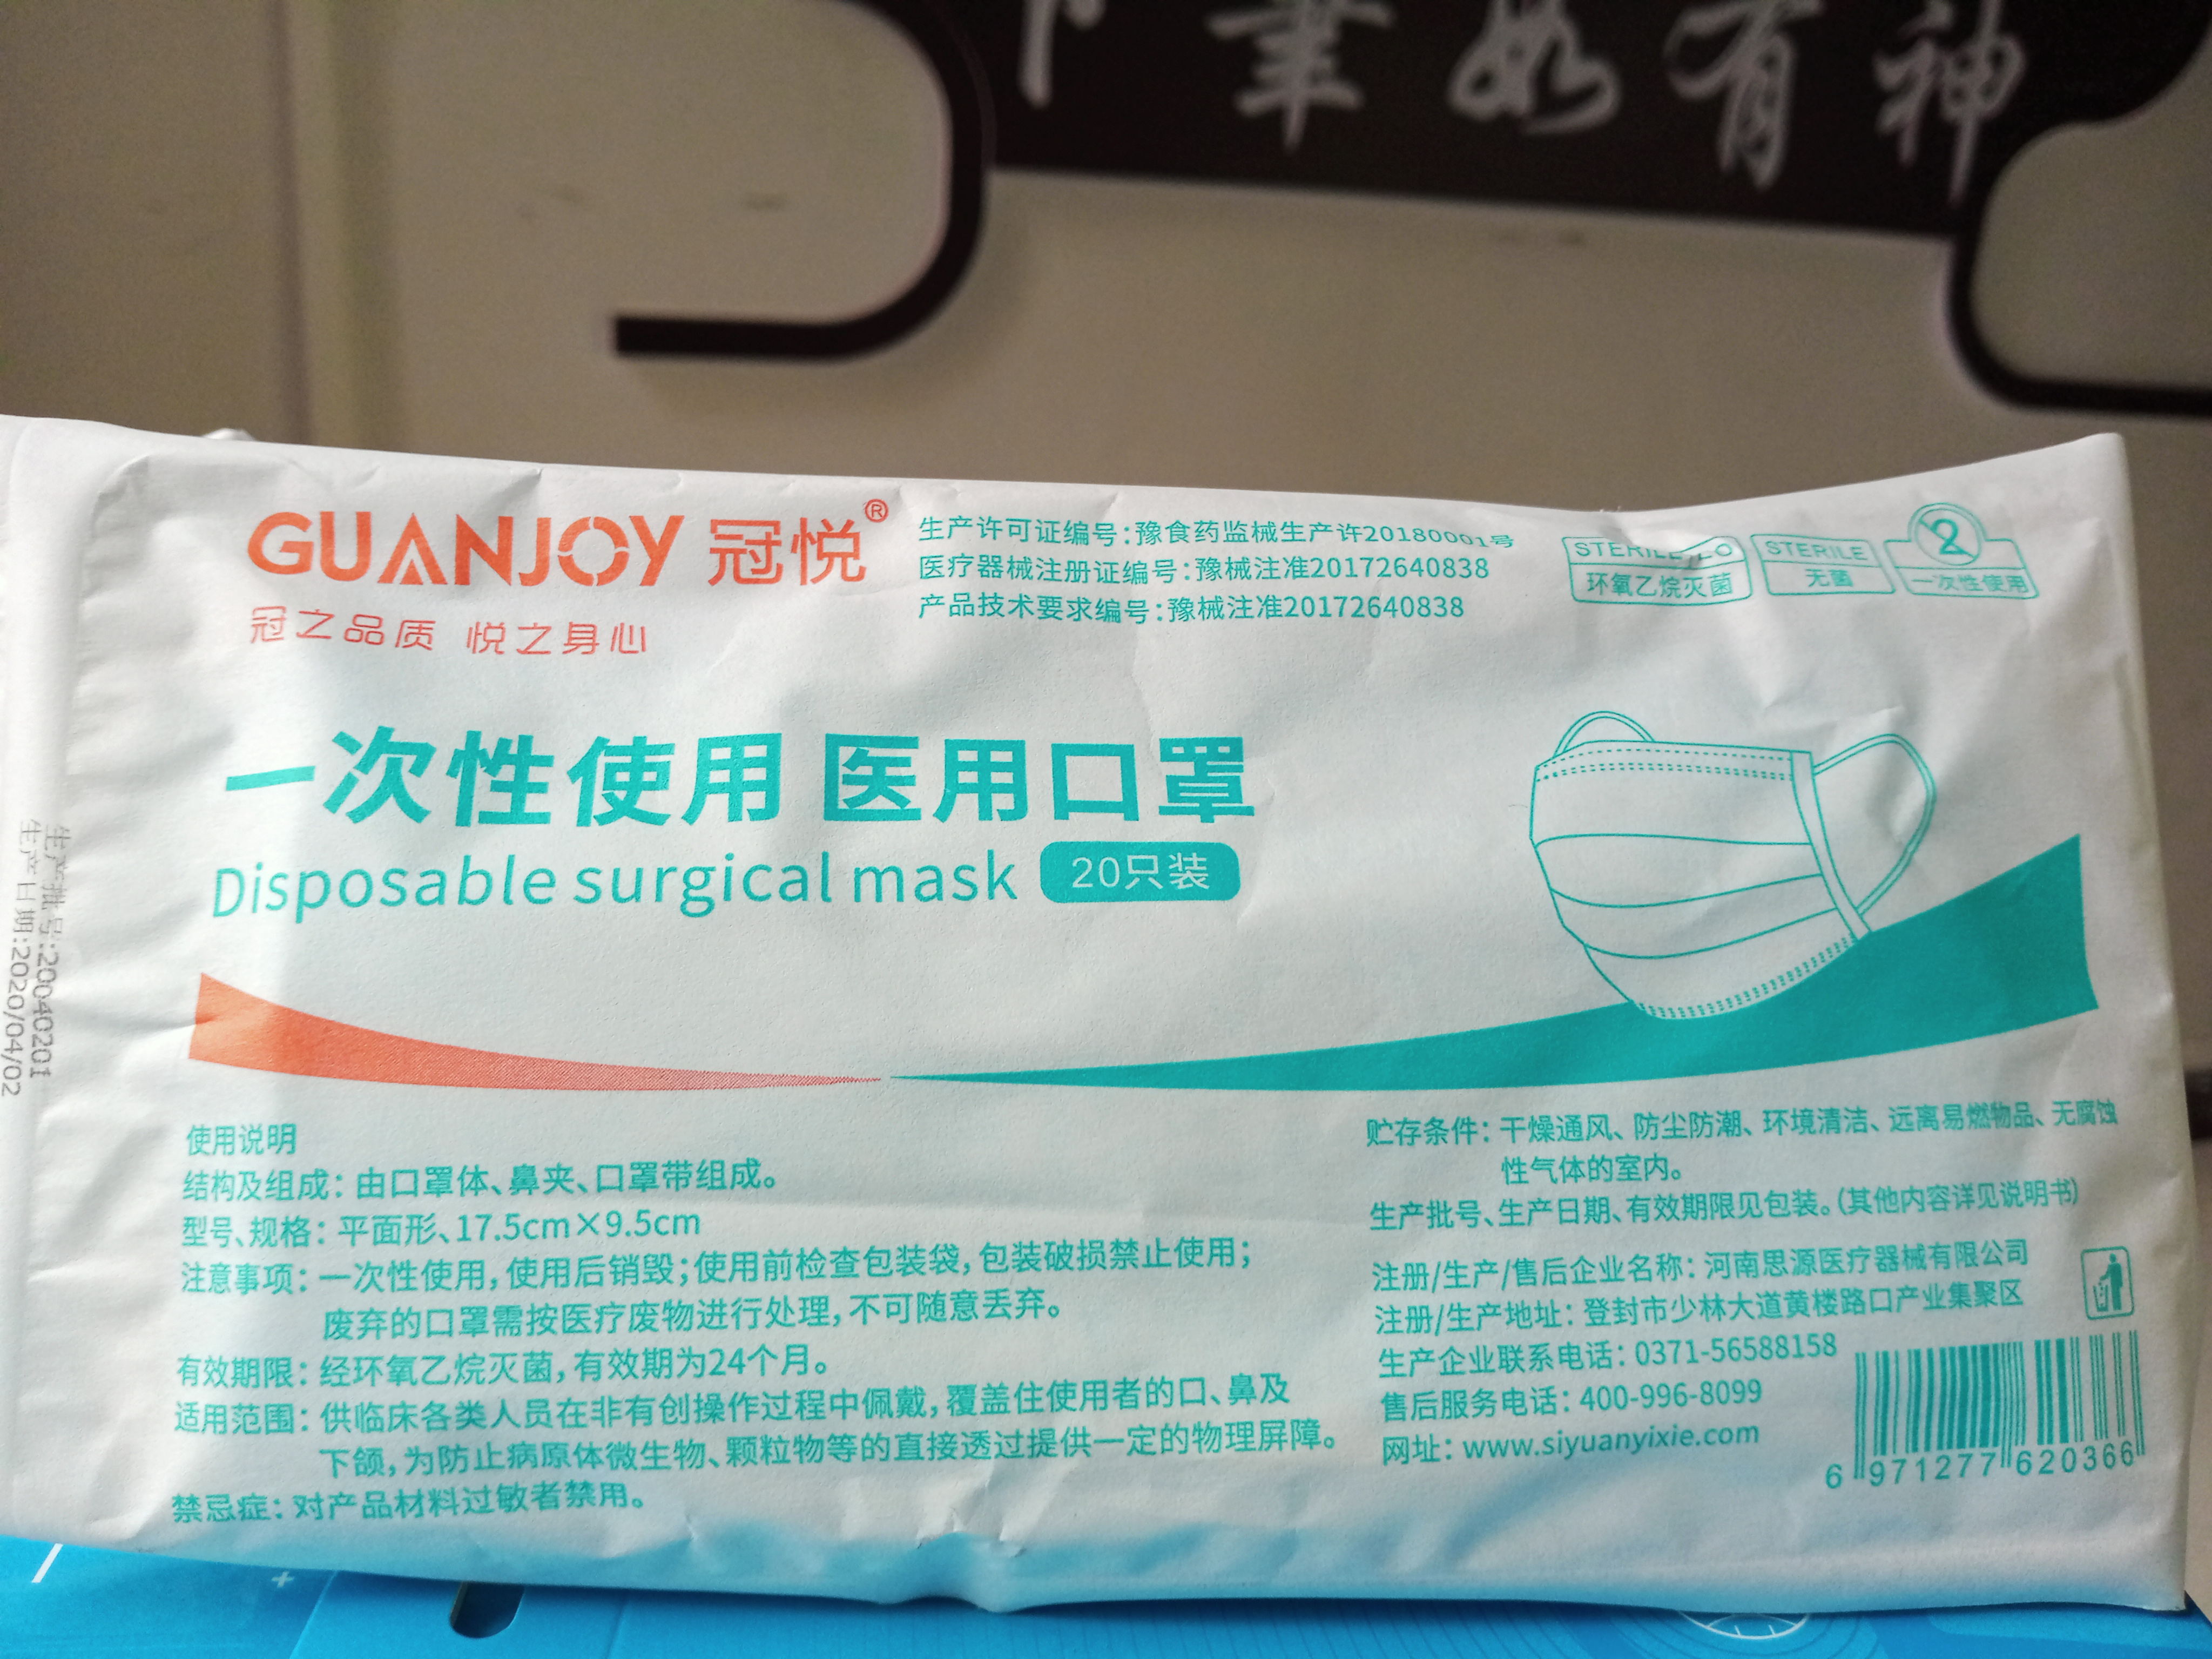 筆如有神
GUANJOY 冠悦®
冠之品质 悦之身心
生产许可证编号:豫食药监械生产许20180001号
医疗器械注册证编号:豫械注准20172640838
产品技术要求编号:豫械注准20172640838
STERILE EO
环氧乙烷灭菌
STERILE
无菌
2
一次性使用
一次性使用 医用口罩
Disposable surgical mask 20只装
生产批号:20040201
生产日期:2020/04/02
使用说明
结构及组成：由口罩体、鼻夹、口罩带组成。
型号、规格：平面形、17.5cm×9.5cm
注意事项：一次性使用，使用后销毁；使用前检查包装袋，包装破损禁止使用；
废弃的口罩需按医疗废物进行处理，不可随意丢弃。
有效期限：经环氧乙烷灭菌，有效期为24个月。
适用范围：供临床各类人员在非有创操作过程中佩戴，覆盖住使用者的口、鼻及
下颌，为防止病原体微生物、颗粒物等的直接透过提供一定的物理屏障。
禁忌症：对产品材料过敏者禁用。
贮存条件：干燥通风、防尘防潮、环境清洁、远离易燃物品、无腐蚀
性气体的室内。
生产批号、生产日期、有效期限见包装。（其他内容详见说明书）
注册/生产/售后企业名称：河南思源医疗器械有限公司
注册/生产地址：登封市少林大道黄楼路口产业集聚区
生产企业联系电话：0371-56588158
售后服务电话：400-996-8099
网址：www.siyuanyixie.com
6 971277 620366